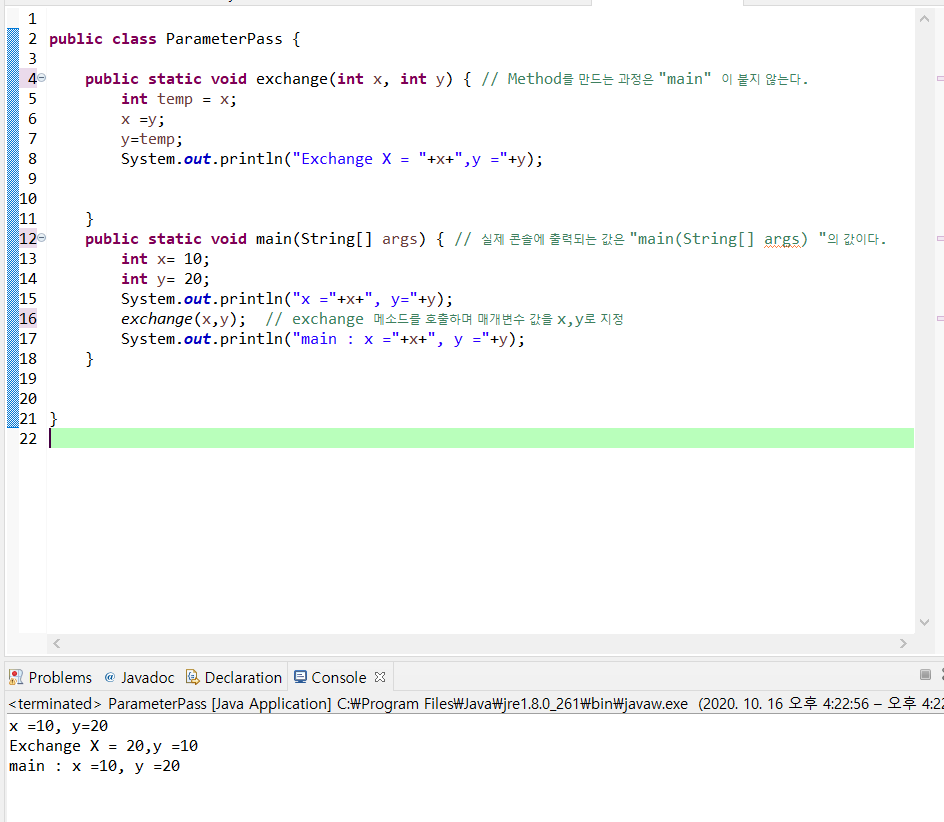 1
2 public class ParameterPass {
3
4 public static void exchange(int x, int y) { // Method를 만드는 과정은 "main" 이 붙지 않는다.
5 int temp = x;
6 x =y;
7 y=temp;
8 System.out.println("Exchange X = "+x+",y ="+y);
9
10
11 }
12 public static void main(String[] args) { // 실제 콘솔에 출력되는 값은 "main(String[] args) "의 값이다.
13 int x= 10;
14 int y= 20;
15 System.out.println("x ="+x+", y="+y);
16 exchange(x,y); // exchange 메소드를 호출하며 매개변수 값을 x,y로 지정
17 System.out.println("main : x ="+x+", y ="+y);
18 }
19
20
21 }
22
Problems @ Javadoc Declaration Console
<terminated> ParameterPass [Java Application] C:₩Program Files₩Java₩jre1.8.0_261₩bin₩javaw.exe (2020. 10. 16 오후 4:22:56 – 오후 4:22
x =10, y=20
Exchange X = 20,y =10
main : x =10, y =20